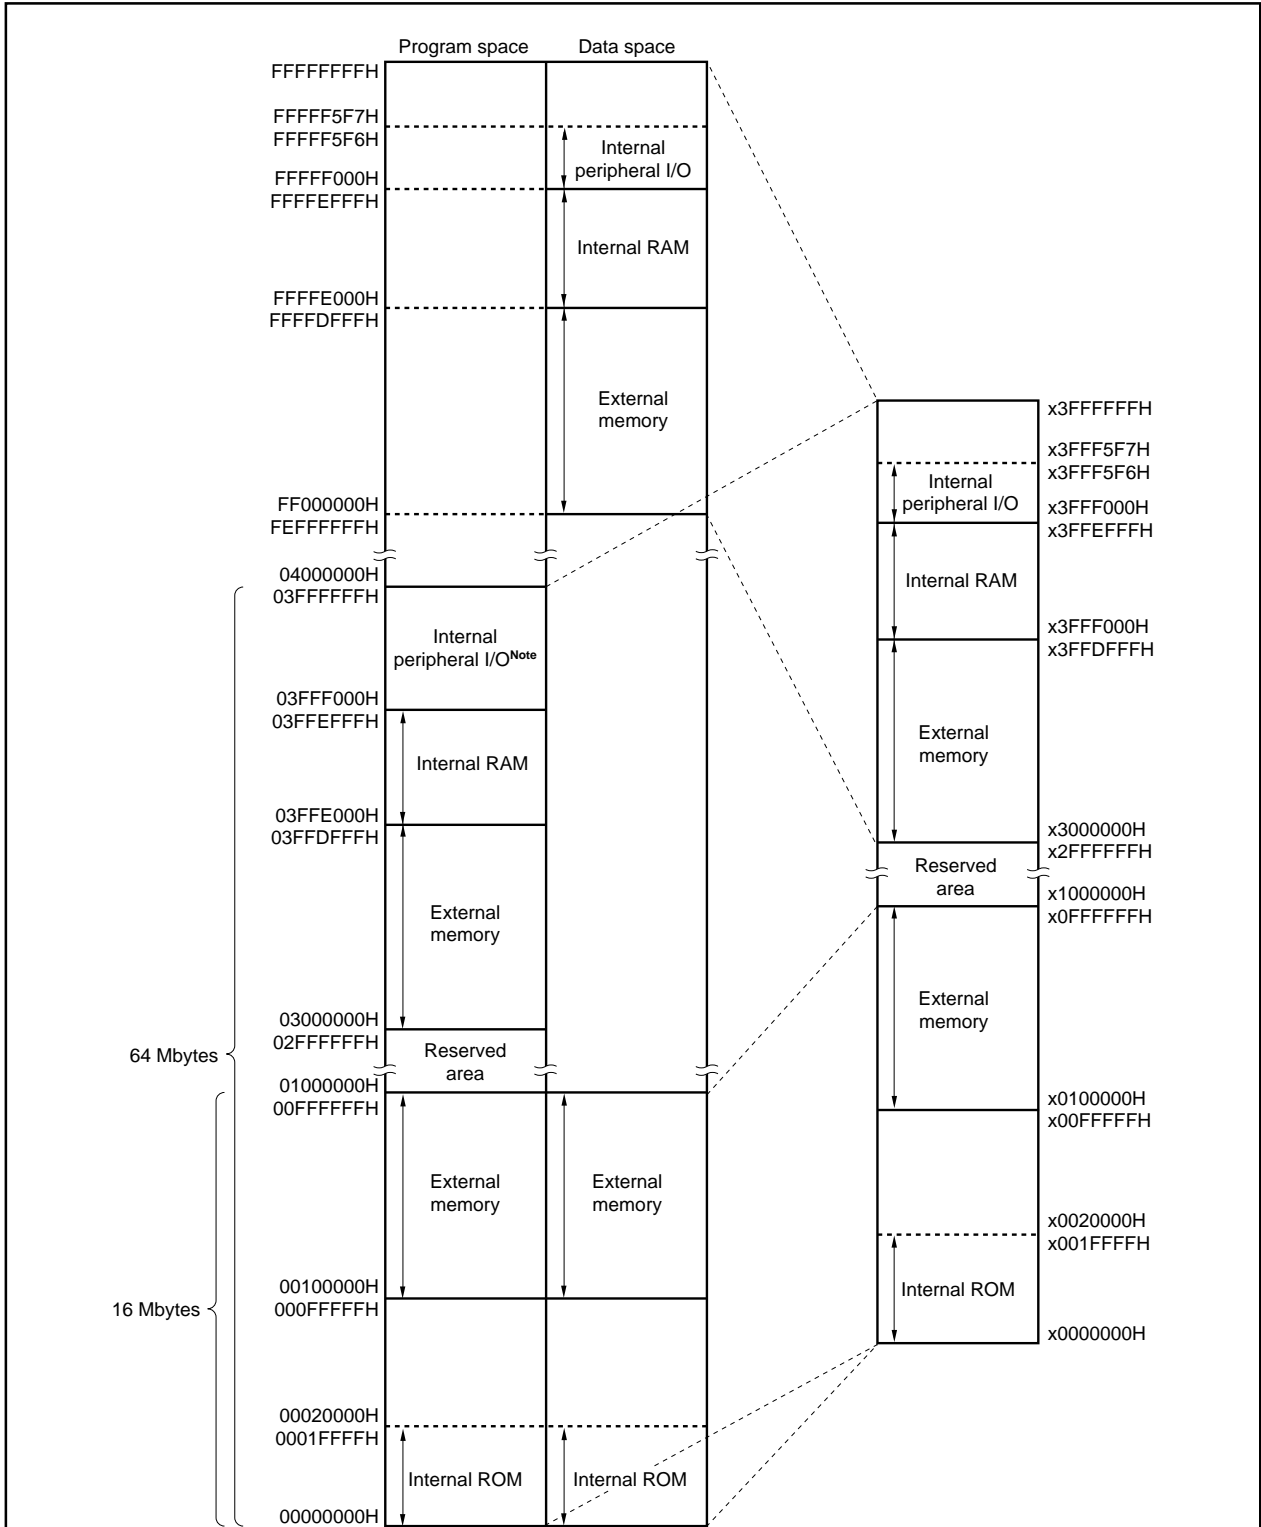 Program space
Data space
FFFFFFFFH
FFFFF5F7H
FFFFF5F6H
Internal
peripheral I/O
FFFFF000H
FFFFEFFFH
Internal RAM
FFFFE000H
FFFFDFFFH
External
memory
FF000000H
FEFFFFFFH
04000000H
03FFFFFFH
Internal
peripheral I/ONote
03FFF000H
03FFEFFFH
Internal RAM
03FFE000H
03FFDFFFH
External
memory
03000000H
02FFFFFFH
64 Mbytes
Reserved
area
01000000H
00FFFFFFH
External
memory
External
memory
00100000H
000FFFFFH
16 Mbytes
00020000H
0001FFFFH
Internal ROM
Internal ROM
00000000H
x3FFFFFFH
x3FFF5F7H
x3FFF5F6H
Internal
peripheral I/O
x3FFF000H
x3FFEFFFH
Internal RAM
x3FFF000H
x3FFDFFFH
External
memory
x3000000H
x2FFFFFFH
Reserved
area
x1000000H
x0FFFFFFH
External
memory
x0100000H
x00FFFFFH
x0020000H
x001FFFFH
Internal ROM
x0000000H